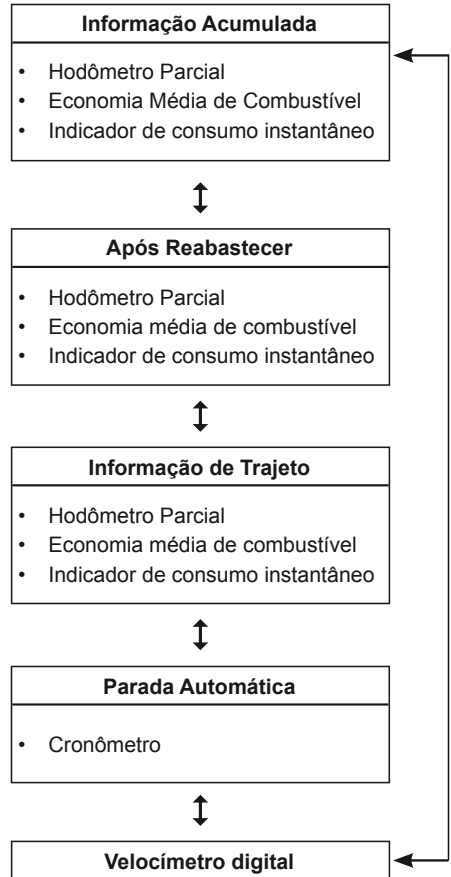 Informação Acumulada
• Hodômetro Parcial
• Economia Média de Combustível
• Indicador de consumo instantâneo
Após Reabastecer
• Hodômetro Parcial
• Economia média de combustível
• Indicador de consumo instantâneo
Informação de Trajeto
• Hodômetro Parcial
• Economia média de combustível
• Indicador de consumo instantâneo
Parada Automática
• Cronômetro
Velocímetro digital